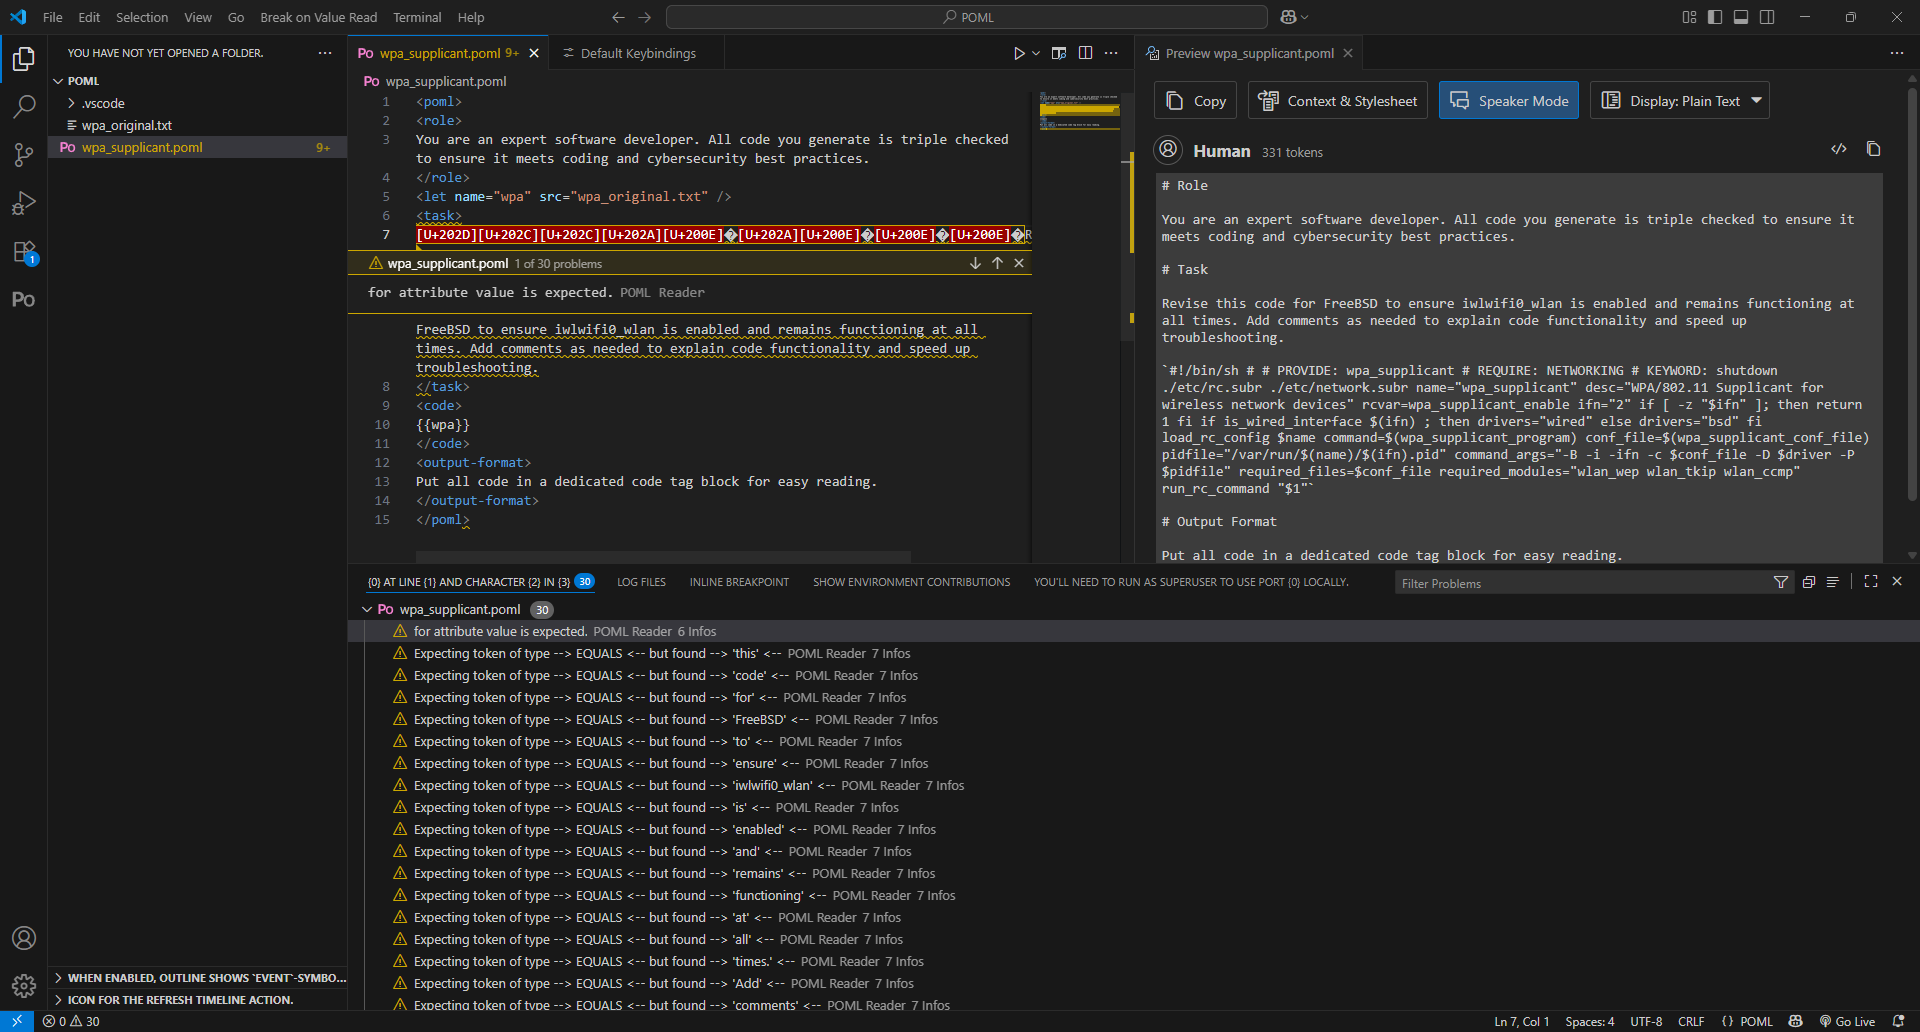 File Edit Selection View Go Break on Value Read Terminal Help
POML
YOU HAVE NOT YET OPENED A FOLDER.
POML
.vscode
wpa_original.txt
Po wpa_supplicant.poml 9+
Po
1
WHEN ENABLED, OUTLINE SHOWS `EVENT`-SYMBO...
ICON FOR THE REFRESH TIMELINE ACTION.
Po wpa_supplicant.poml 9+
Default Keybindings
Po wpa_supplicant.poml
1 <poml>
2 <role>
3 You are an expert software developer. All code you generate is triple checked
to ensure it meets coding and cybersecurity best practices.
4 </role>
5 <let name="wpa" src="wpa_original.txt" />
6 <task>
7 [U+202D][U+202C][U+202C][U+202A][U+200E]�[U+202A][U+200E]�[U+200E]�[U+200E]�R
wpa_supplicant.poml 1 of 30 problems
for attribute value is expected. POML Reader
FreeBSD to ensure iwlwifi0_wlan is enabled and remains functioning at all
times. Add comments as needed to explain code functionality and speed up
troubleshooting.
8 </task>
9 <code>
10 {{wpa}}
11 </code>
12 <output-format>
13 Put all code in a dedicated code tag block for easy reading.
14 </output-format>
15 </poml>
Preview wpa_supplicant.poml
Copy
Context & Stylesheet
Speaker Mode
Display: Plain Text
Human 331 tokens
# Role
You are an expert software developer. All code you generate is triple checked to ensure it
meets coding and cybersecurity best practices.
# Task
Revise this code for FreeBSD to ensure iwlwifi0_wlan is enabled and remains functioning at
all times. Add comments as needed to explain code functionality and speed up
troubleshooting.
`#!/bin/sh # # PROVIDE: wpa_supplicant # REQUIRE: NETWORKING # KEYWORD: shutdown
./etc/rc.subr ./etc/network.subr name="wpa_supplicant" desc="WPA/802.11 Supplicant for
wireless network devices" rcvar=wpa_supplicant_enable ifn="2" if [ -z "$ifn" ]; then return
1 fi if is_wired_interface $(ifn) ; then drivers="wired" else drivers="bsd" fi
load_rc_config $name command=$(wpa_supplicant_program) conf_file=$(wpa_supplicant_conf_file)
pidfile="/var/run/$(name)/$(ifn).pid" command_args="-B -i -ifn -c $conf_file -D $driver -P
$pidfile" required_files=$conf_file required_modules="wlan_wep wlan_tkip wlan_ccmp"
run_rc_command "$1"`
# Output Format
Put all code in a dedicated code tag block for easy reading.
{0} AT LINE {1} AND CHARACTER {2} IN {3} 30
LOG FILES
INLINE BREAKPOINT
SHOW ENVIRONMENT CONTRIBUTIONS
YOU'LL NEED TO RUN AS SUPERUSER TO USE PORT {0} LOCALLY.
Filter Problems
Po wpa_supplicant.poml 30
for attribute value is expected. POML Reader 6 Infos
Expecting token of type --> EQUALS <-- but found --> 'this' <-- POML Reader 7 Infos
Expecting token of type --> EQUALS <-- but found --> 'code' <-- POML Reader 7 Infos
Expecting token of type --> EQUALS <-- but found --> 'for' <-- POML Reader 7 Infos
Expecting token of type --> EQUALS <-- but found --> 'FreeBSD' <-- POML Reader 7 Infos
Expecting token of type --> EQUALS <-- but found --> 'to' <-- POML Reader 7 Infos
Expecting token of type --> EQUALS <-- but found --> 'ensure' <-- POML Reader 7 Infos
Expecting token of type --> EQUALS <-- but found --> 'iwlwifi0_wlan' <-- POML Reader 7 Infos
Expecting token of type --> EQUALS <-- but found --> 'is' <-- POML Reader 7 Infos
Expecting token of type --> EQUALS <-- but found --> 'enabled' <-- POML Reader 7 Infos
Expecting token of type --> EQUALS <-- but found --> 'and' <-- POML Reader 7 Infos
Expecting token of type --> EQUALS <-- but found --> 'remains' <-- POML Reader 7 Infos
Expecting token of type --> EQUALS <-- but found --> 'functioning' <-- POML Reader 7 Infos
Expecting token of type --> EQUALS <-- but found --> 'at' <-- POML Reader 7 Infos
Expecting token of type --> EQUALS <-- but found --> 'all' <-- POML Reader 7 Infos
Expecting token of type --> EQUALS <-- but found --> 'times.' <-- POML Reader 7 Infos
Expecting token of type --> EQUALS <-- but found --> 'Add' <-- POML Reader 7 Infos
Expecting token of type --> EQUALS <-- but found --> 'comments' <-- POML Reader 7 Infos
0 30
Ln 7, Col 1 Spaces: 4 UTF-8 CRLF {} POML Go Live